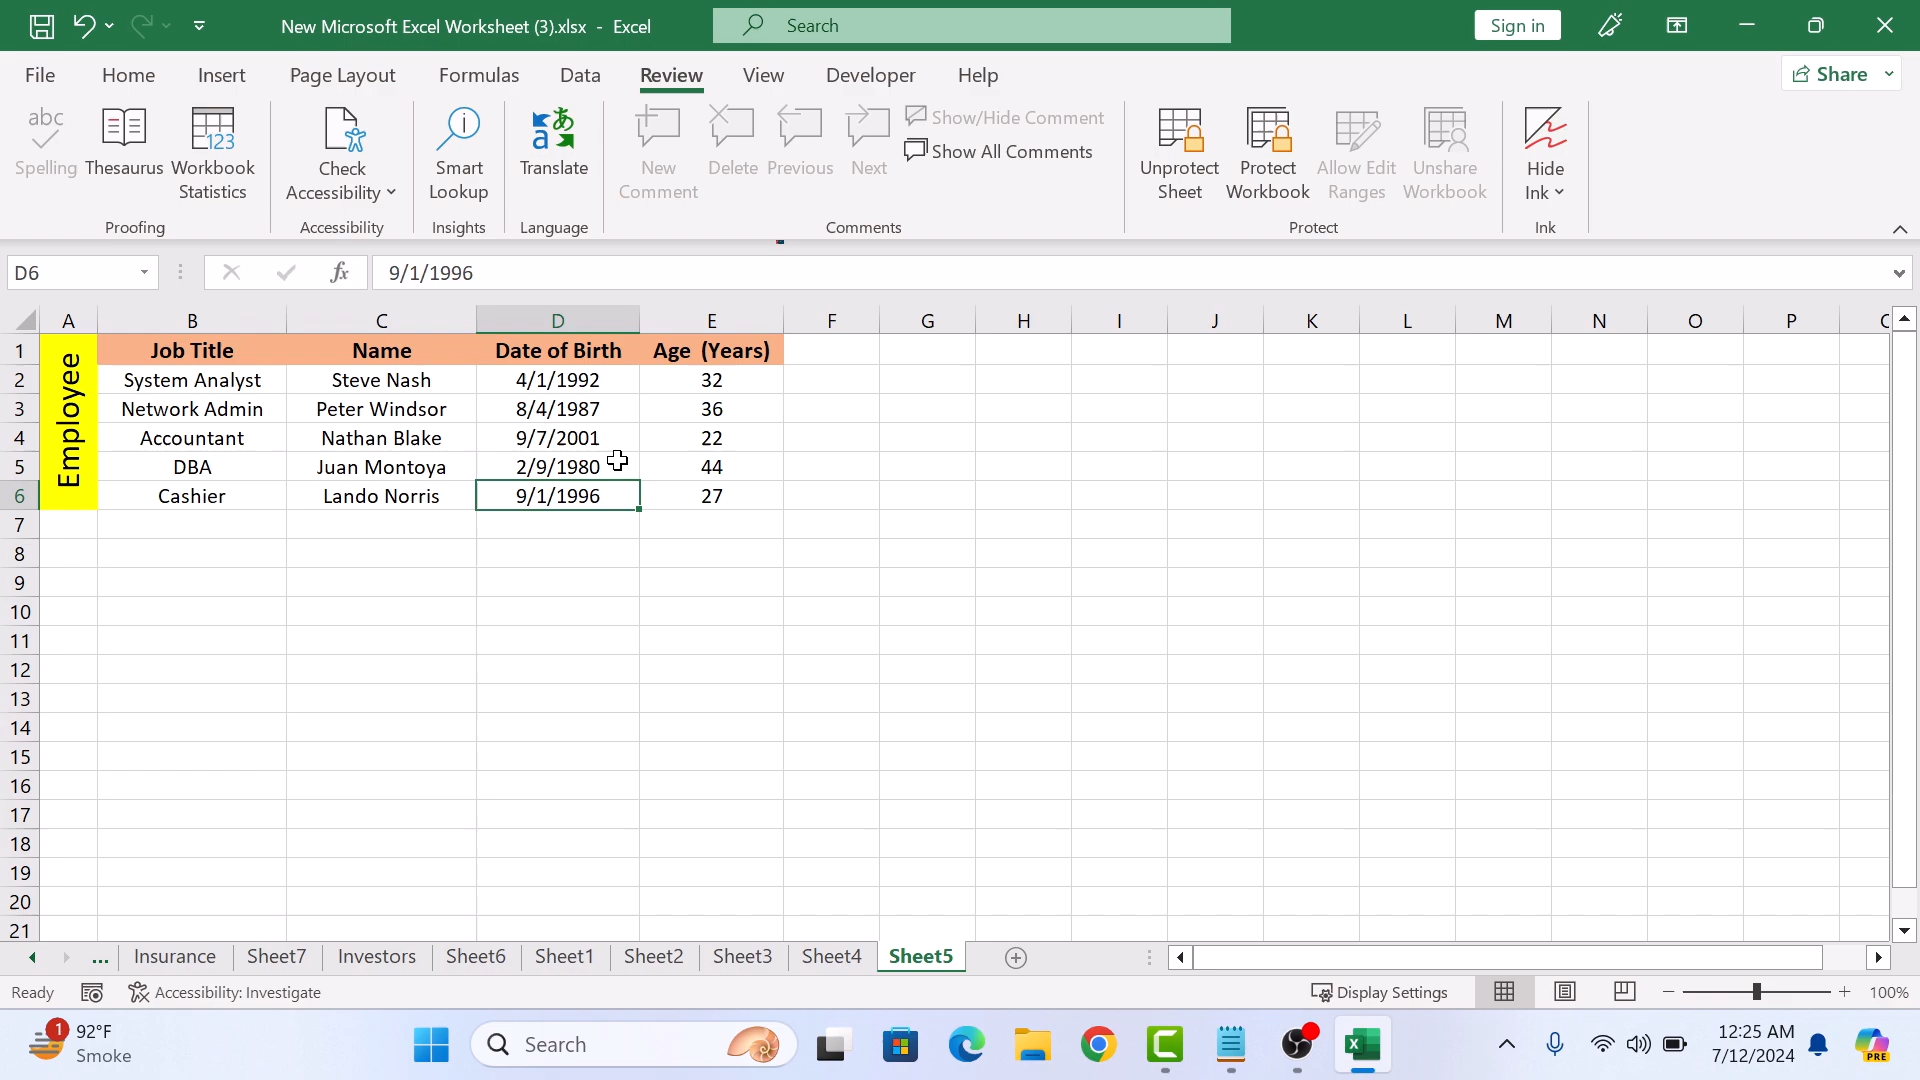 New Microsoft Excel Worksheet (3).xlsx - Excel
Search
Sign in
File Home Insert Page Layout Formulas Data Review View Developer Help
Share
abc
Spelling
Thesaurus
123
Workbook
Statistics
Proofing
Check
Accessibility
Accessibility
Smart
Lookup
Insights
Translate
Language
New
Comment
Delete
Previous
Next
Show/Hide Comment
Show All Comments
Comments
Unprotect
Sheet
Protect
Workbook
Allow Edit
Ranges
Unshare
Workbook
Protect
Hide
Ink
Ink
D6 fx 9/1/1996
A B C D E F G H I J K L M N O P
Employee
1 Job Title Name Date of Birth Age (Years)
2 System Analyst Steve Nash 4/1/1992 32
3 Network Admin Peter Windsor 8/4/1987 36
4 Accountant Nathan Blake 9/7/2001 22
5 DBA Juan Montoya 2/9/1980 44
6 Cashier Lando Norris 9/1/1996 27
7
8
9
10
11
12
13
14
15
16
17
18
19
20
21
... Insurance Sheet7 Investors Sheet6 Sheet1 Sheet2 Sheet3 Sheet4 Sheet5
Ready Accessibility: Investigate Display Settings 100%
1 92°F
Smoke
Search
12:25 AM
7/12/2024
PRE